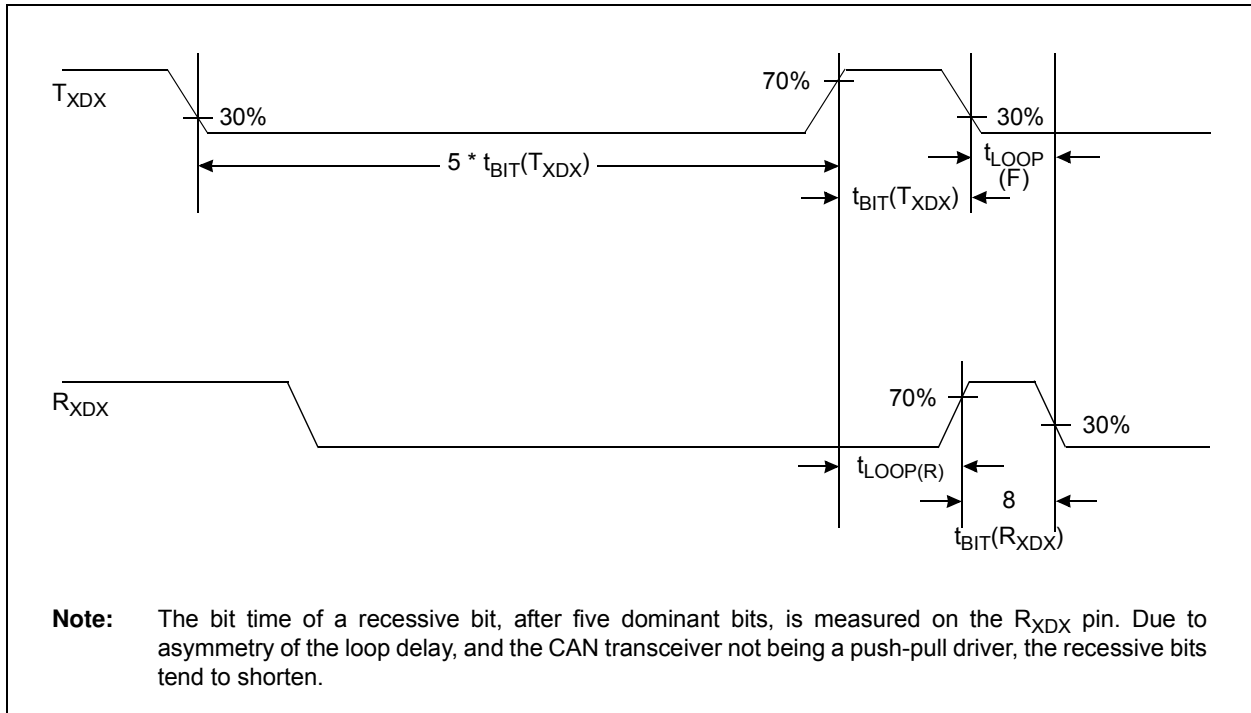 TXDX
30%
70%
30%
5 * tBIT(TXDX)
tLOOP
(F)
tBIT(TXDX)
RXDX
70%
30%
tLOOP(R)
8
tBIT(RXDX)
Note: The bit time of a recessive bit, after five dominant bits, is measured on the RXDX pin. Due to
asymmetry of the loop delay, and the CAN transceiver not being a push-pull driver, the recessive bits
tend to shorten.